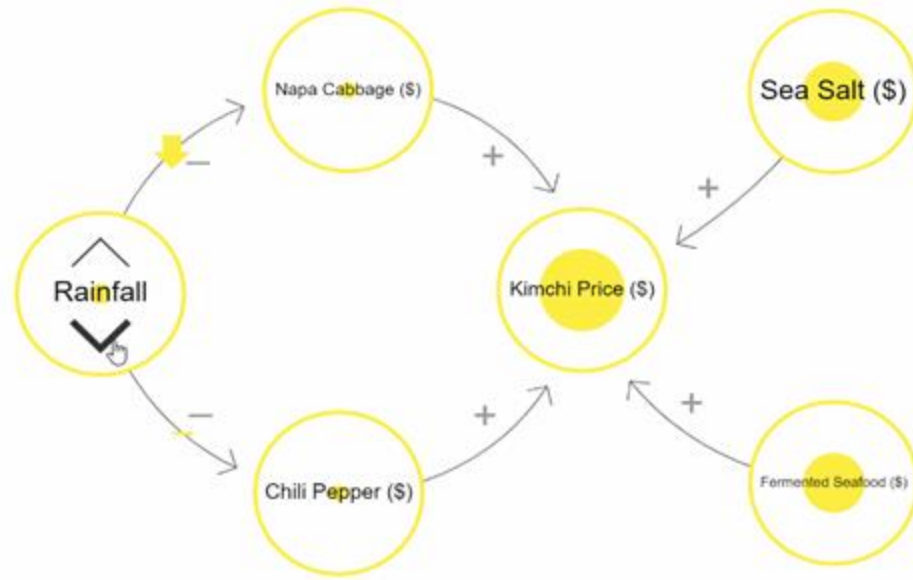 Napa Cabbage ($)
Sea Salt ($)
–
+
+
Rainfall
Kimchi Price ($)
–
+
+
Chili Pepper ($)
Fermented Seafood ($)